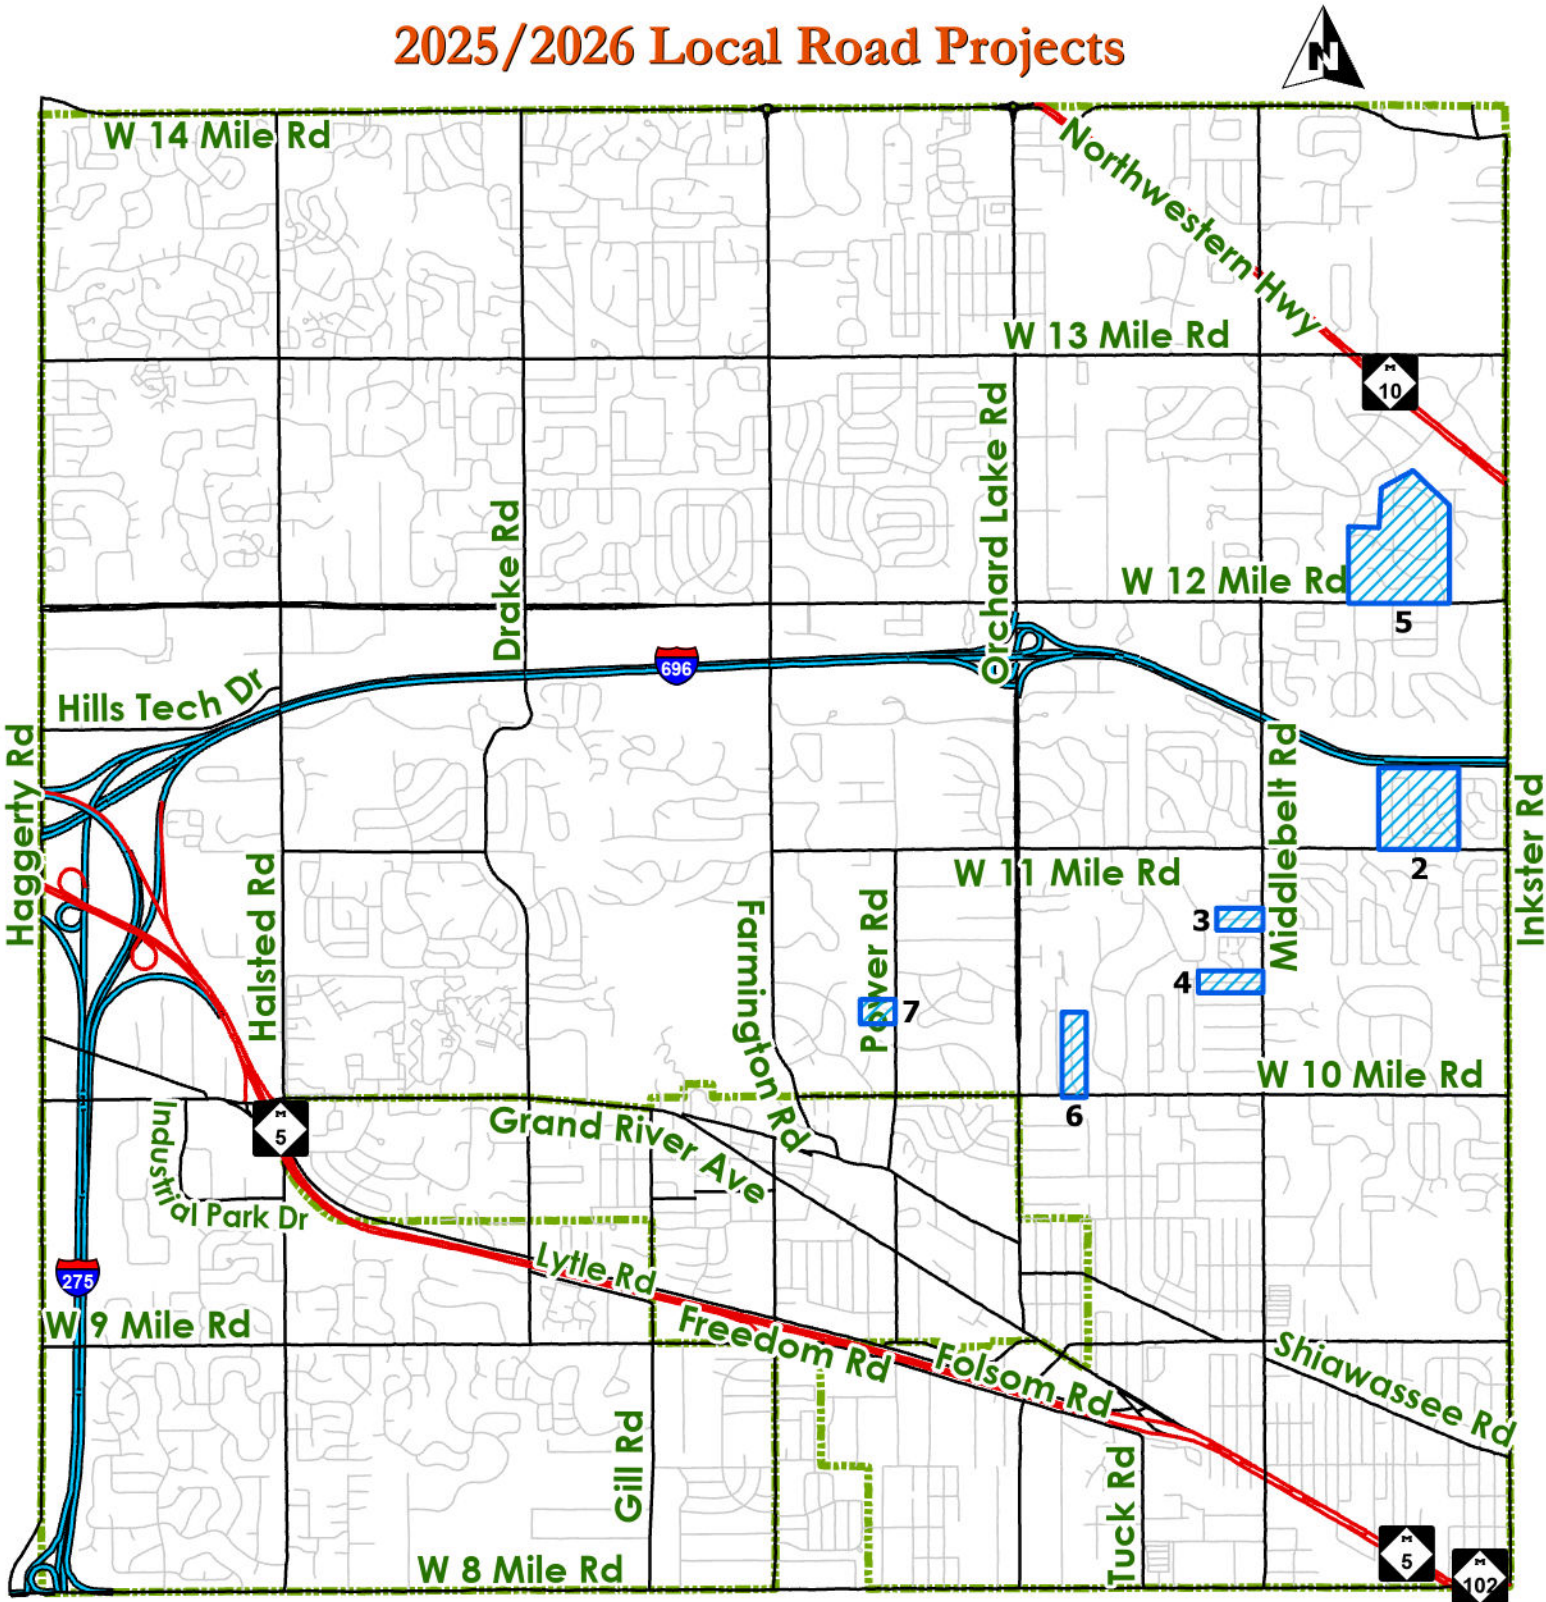 2025/2026 Local Road Projects
N
W 14 Mile Rd
Northwestern Hwy
W 13 Mile Rd
M
10
Orchard Lake Rd
Drake Rd
W 12 Mile Rd
5
696
Hills Tech Dr
Haggerty Rd
Middlebelt Rd
Inkster Rd
2
W 11 Mile Rd
Halsted Rd
Farmington Rd
Power Rd
3
4
7
W 10 Mile Rd
6
M
5
Grand River Ave
Industrial Park Dr
Lytle Rd
275
W 9 Mile Rd
Freedom Rd
Folsom Rd
Shiawassee Rd
Gill Rd
Tuck Rd
W 8 Mile Rd
M
5
M
102